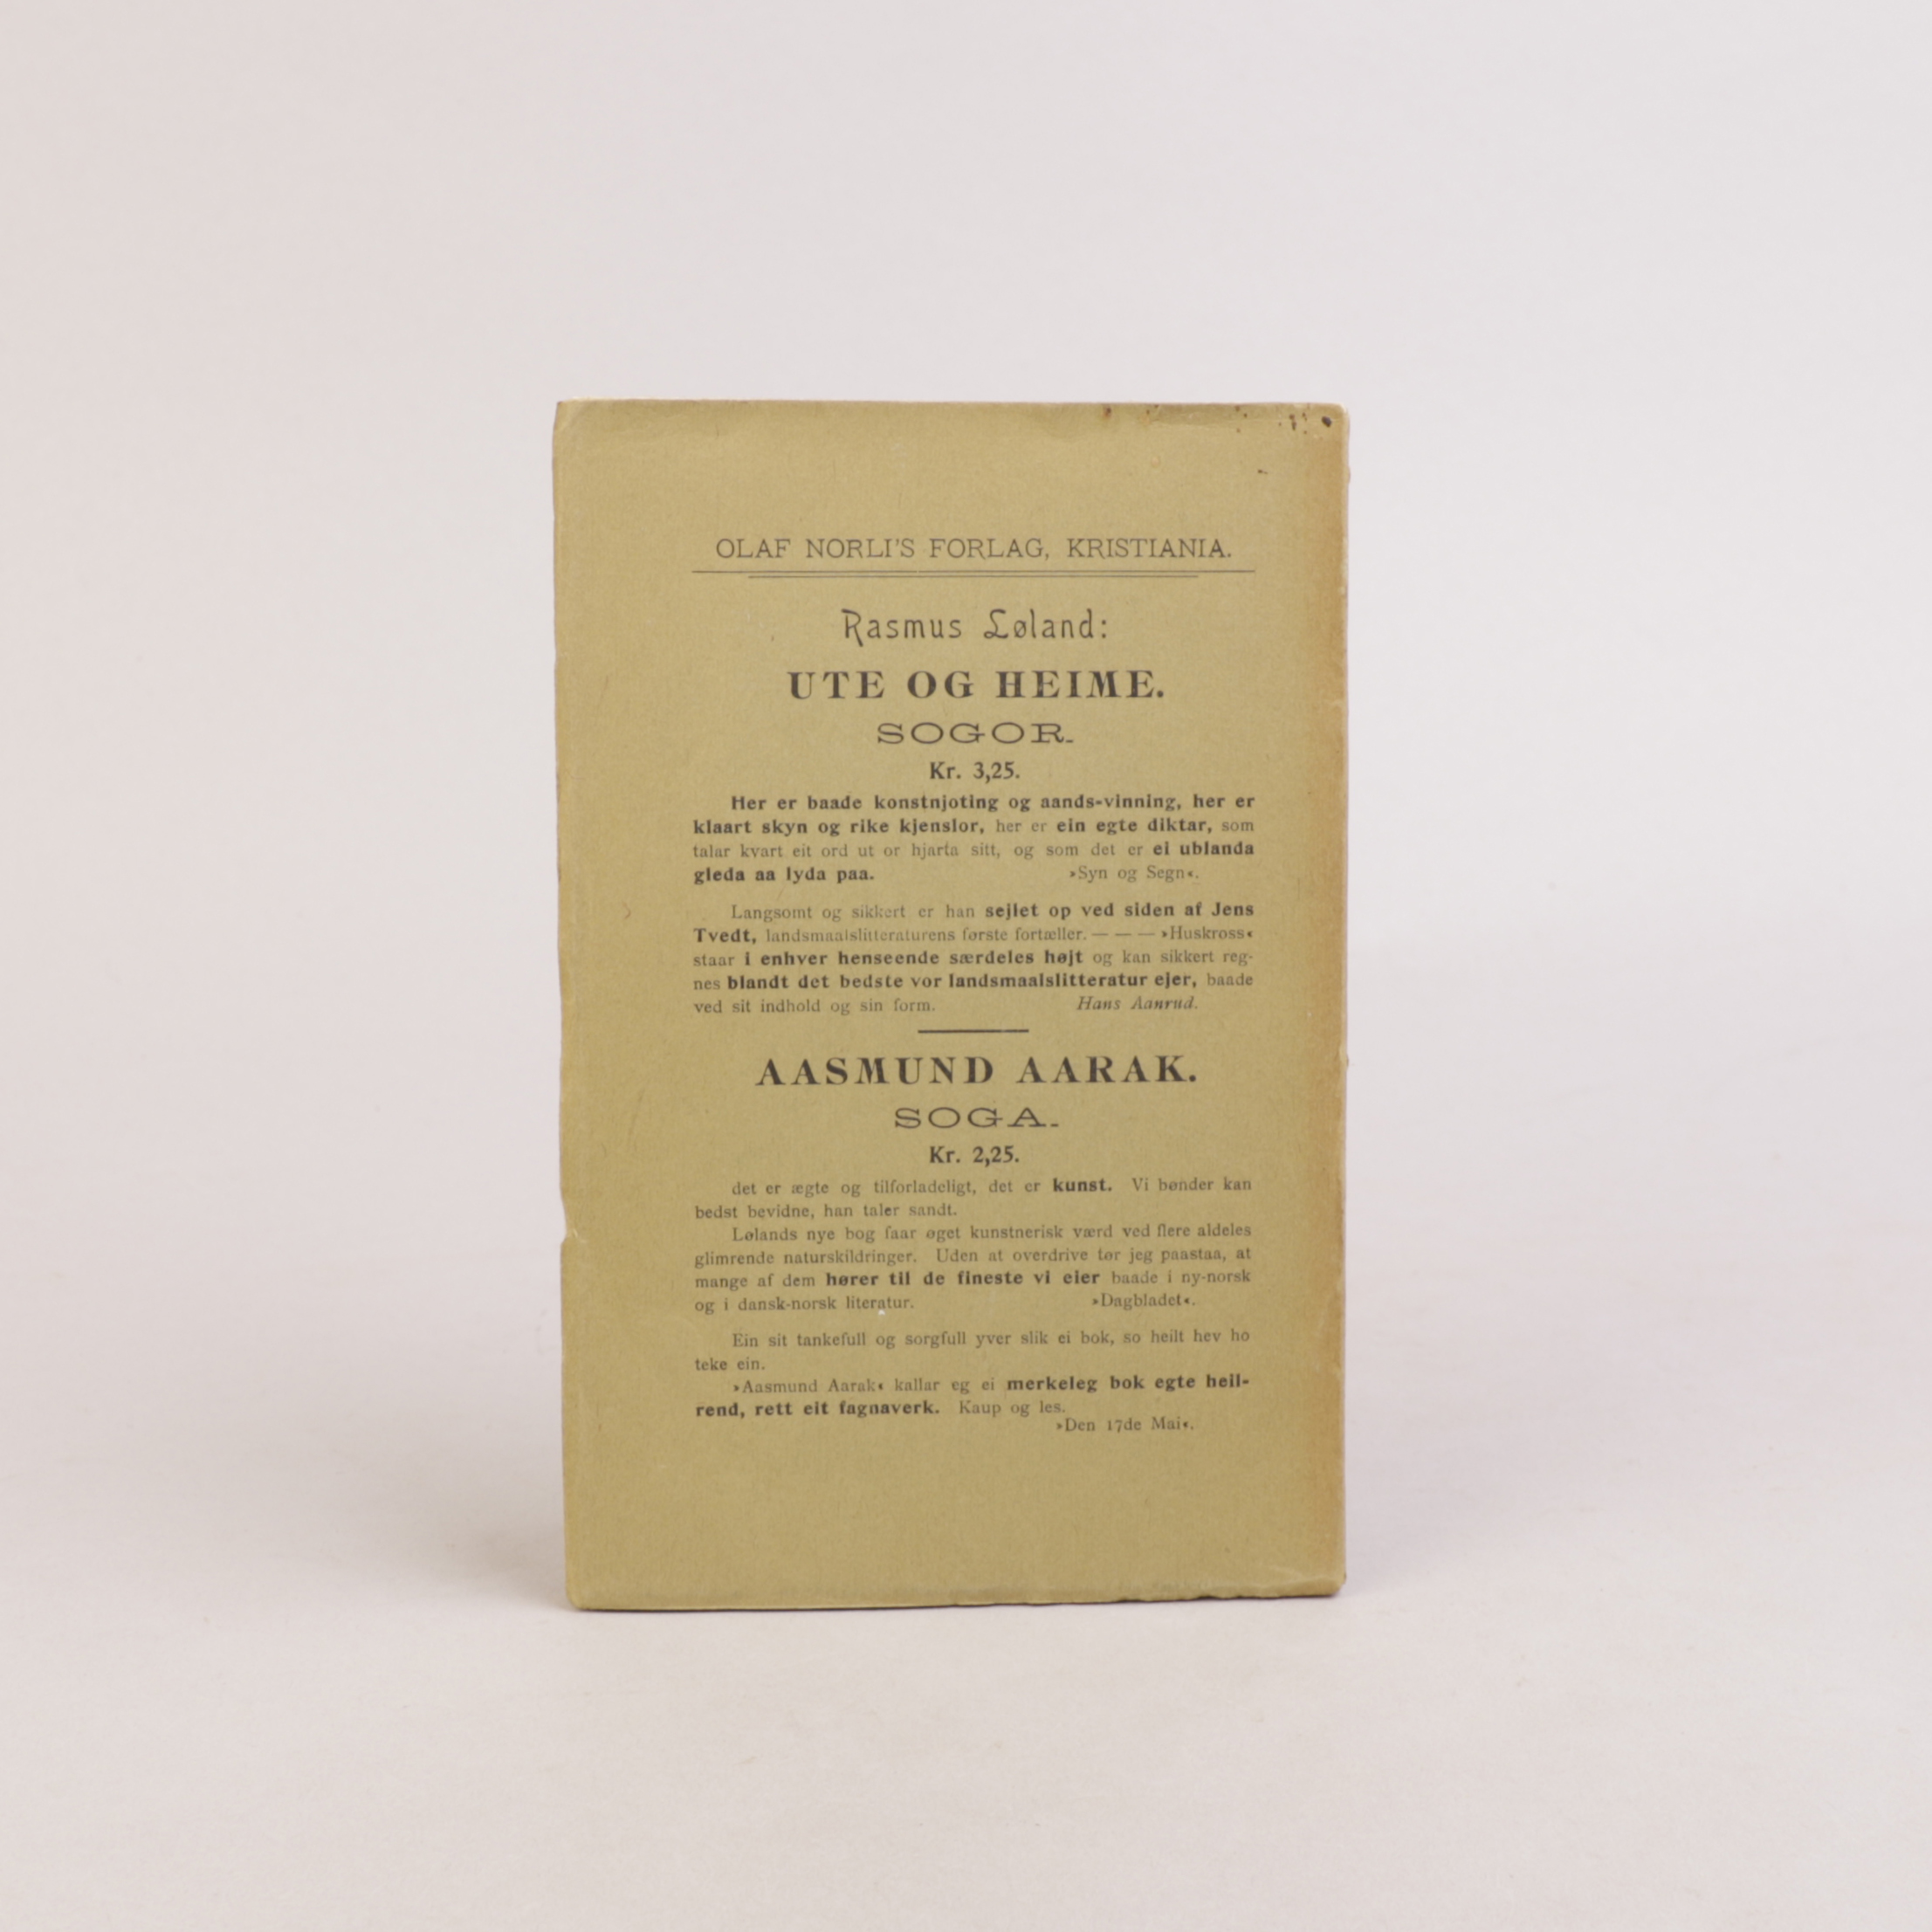 OLAF NORLI'S FORLAG, KRISTIANIA.
Rasmus Løland:
UTE OG HEIME.
SOGOR.
Kr. 3,25.
Her er baade konstnjoting og aands-vinning, her er
klaart skyn og rike kjenslor, her er ein egte diktar, som
talar kvart eit ord ut or hjarta sitt, og som det er ei ublanda
gleda aa lyda paa. »Syn og Segn«.
Langsomt og sikkert er han sejlet op ved siden af Jens
Tvedt, landsmaalslitteraturens første fortæller. — — — »Huskross«
staar i enhver henseende særdeles højt og kan sikkert reg-
nes blandt det bedste vor landsmaalslitteratur ejer, baade
ved sit indhold og sin form. Hans Aanrud.
AASMUND AARAK.
SOGA.
Kr. 2,25.
det er ægte og tilforladeligt, det er kunst. Vi bønder kan
bedst bevidne, han taler sandt.
Lølands nye bog faar øget kunstnerisk værd ved flere aldeles
glimrende naturskildringer. Uden at overdrive tør jeg paastaa, at
mange af dem hører til de fineste vi eier baade i ny-norsk
og i dansk-norsk literatur. »Dagbladet«.
Ein sit tankefull og sorgfull yver slik ei bok, so heilt hev ho
teke ein.
»Aasmund Aarak« kallar eg ei merkeleg bok egte heil-
rend, rett eit fagnaverk. Kaup og les.
»Den 17de Mai«.